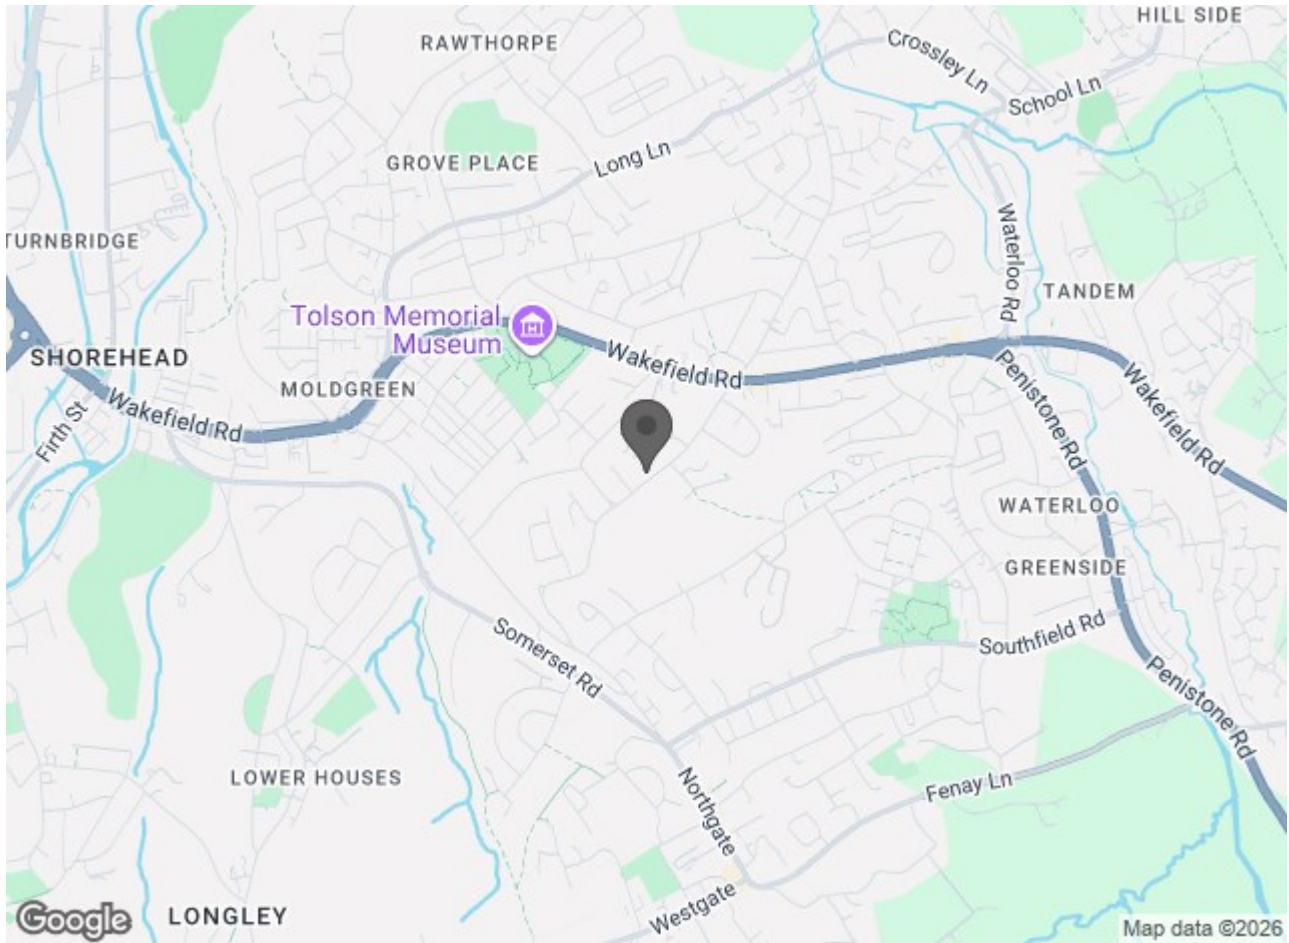 HILL SIDE
RAWTHORPE
Crossley Ln
School Ln
GROVE PLACE
Long Ln
TURNBRIDGE
Waterloo Rd
TANDEM
Tolson Memorial
Museum
SHOREHEAD
Wakefield Rd
MOLDGREEN
Penistone Rd
Wakefield Rd
Wakefield Rd
Firth St
WATERLOO
GREENSIDE
Somerset Rd
Southfield Rd
Penistone Rd
LOWER HOUSES
Northgate
Fenay Ln
Westgate
LONGLEY
Google
Map data ©2026